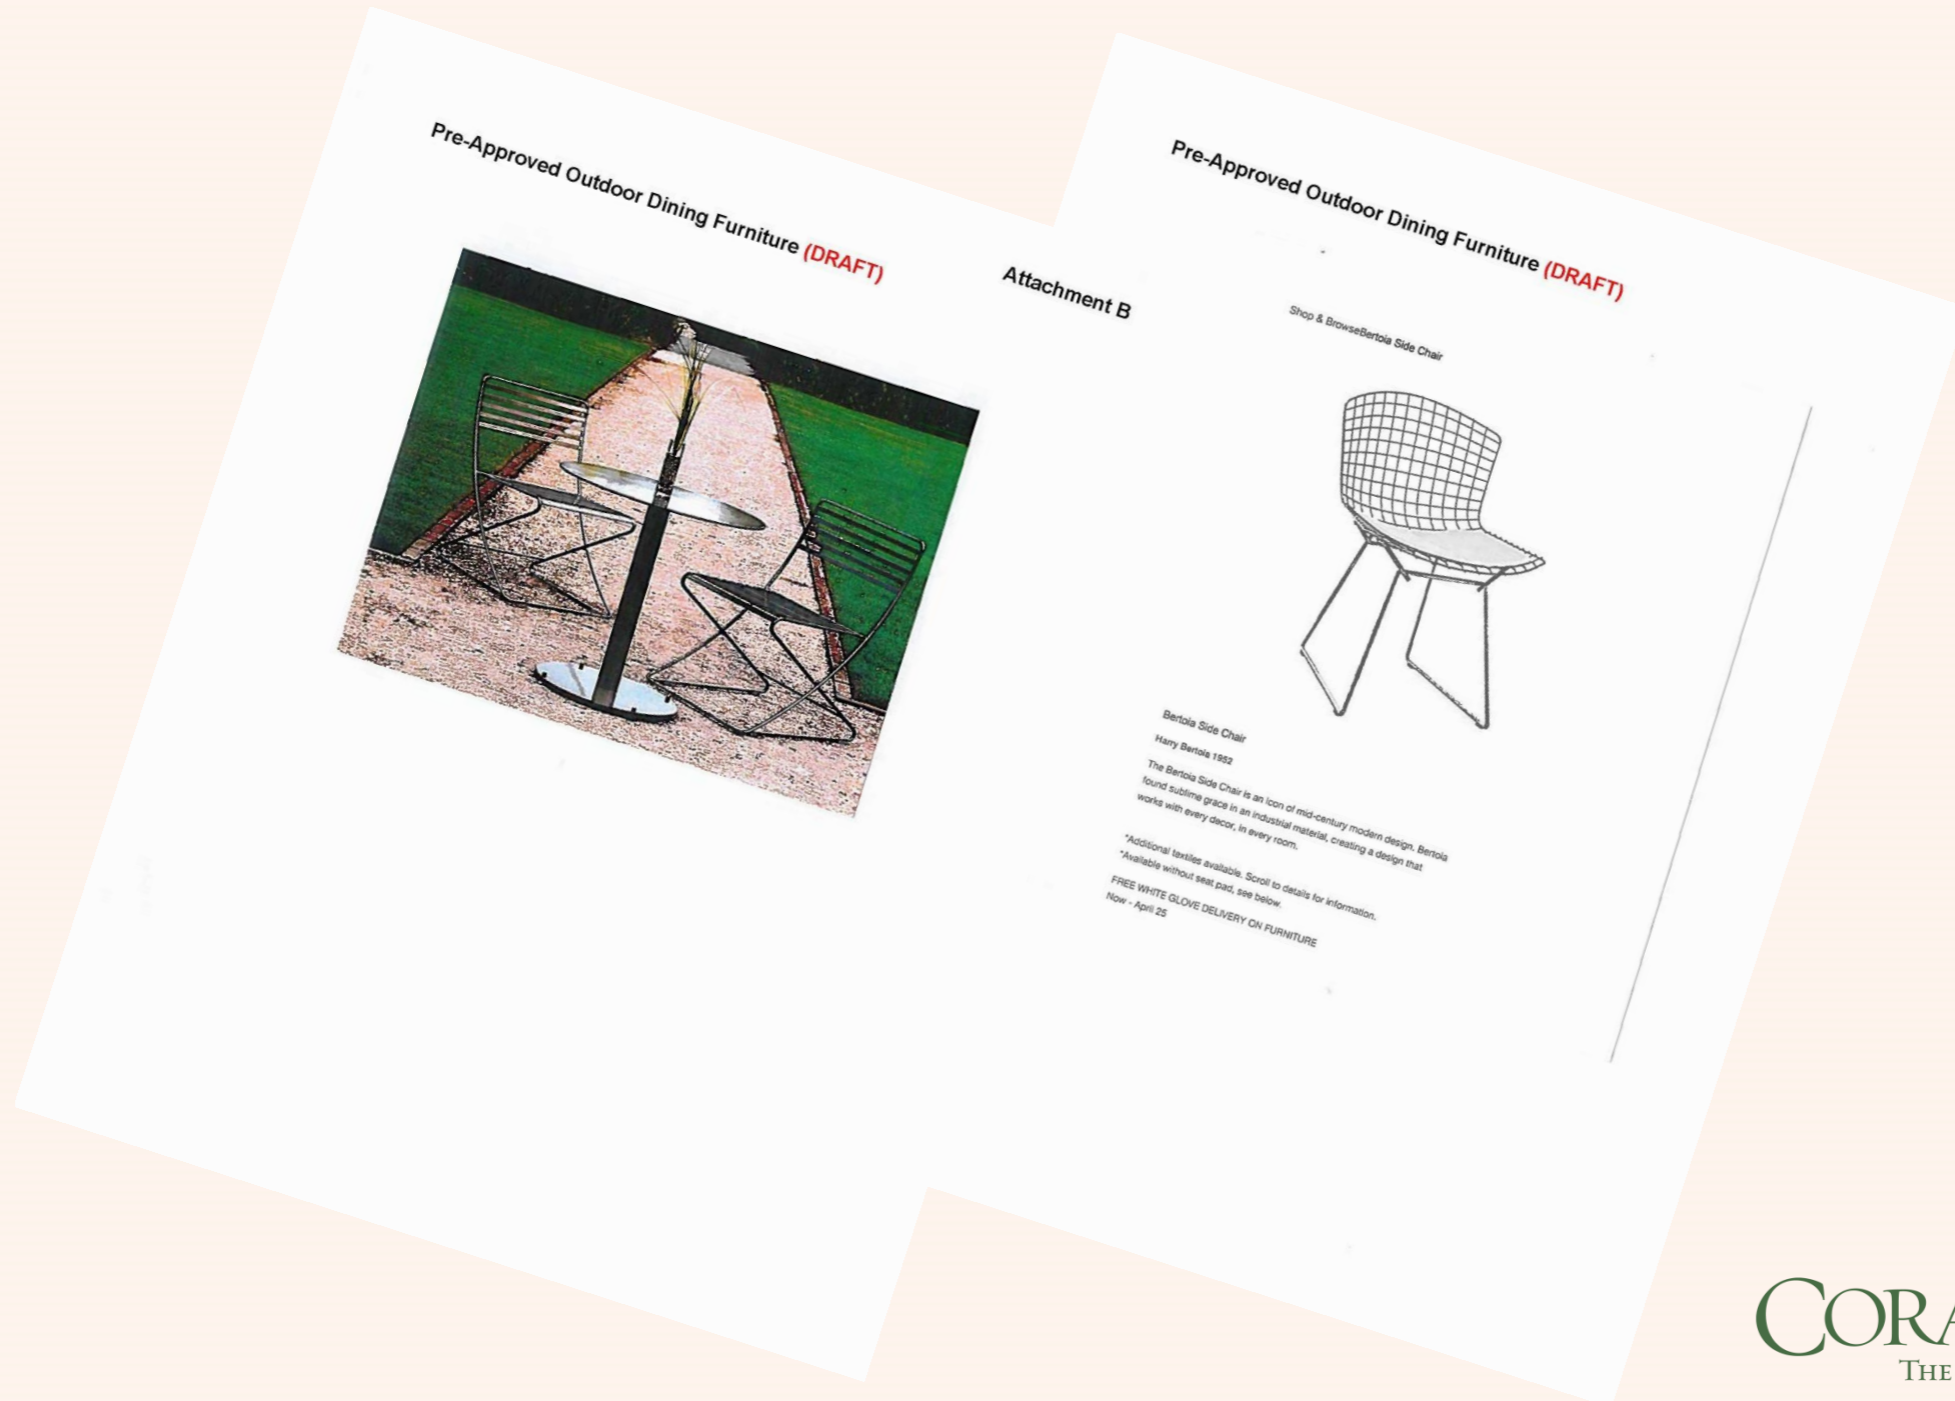 Pre-Approved Outdoor Dining Furniture (DRAFT)
Attachment B
Pre-Approved Outdoor Dining Furniture (DRAFT)
Shop & BrowseBertoia Side Chair
Bertoia Side Chair
Harry Bertoia 1952
The Bertoia Side Chair is an icon of mid-century modern design. Bertoia
found sublime grace in an industrial material, creating a design that
works with every decor, in every room.
*Additional textiles available. Scroll to details for information.
*Available without seat pad, see below.
FREE WHITE GLOVE DELIVERY ON FURNITURE
Now - April 25
CORA
THE